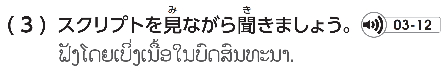 (3) スクリプトを見ながら聞きましょう。 03-12
ຟັງໂດຍເບິ່ງເນື້ອໃນບົດສົນທະນາ.